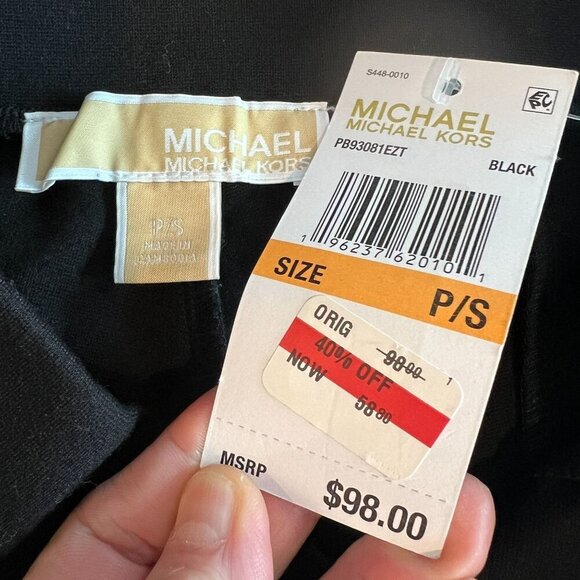 MICHAEL
MICHAEL KORS
P/S
MADE IN
CAMBODIA
S448-0010
MICHAEL
MICHAEL KORS
PB93081EZT
BLACK
1 96237 62010 1
SIZE
P/S
ORIG 98.00 1
40% OFF
NOW 58.80
MSRP
$98.00